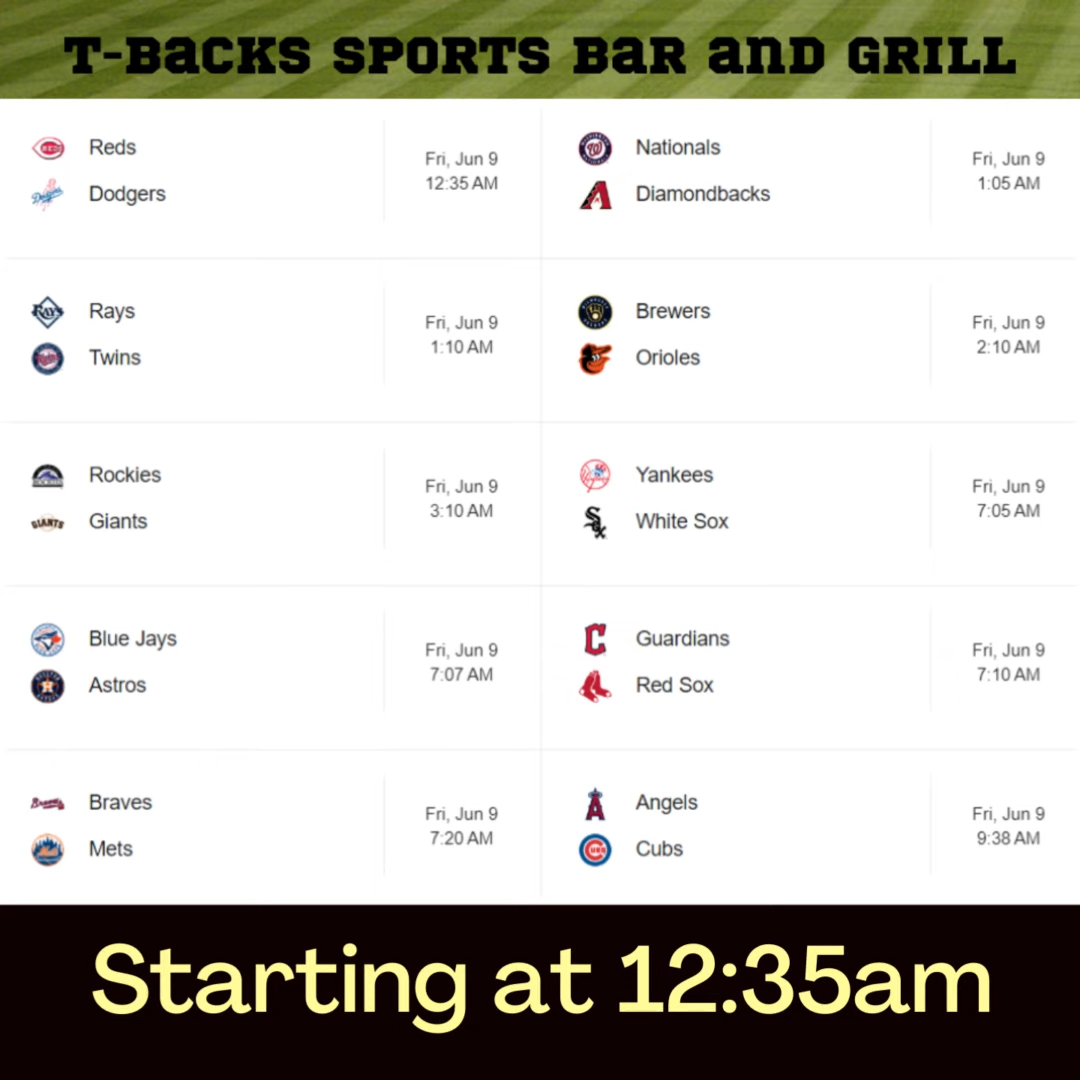 T-BACKS SPORTS BAR AND GRILL
Reds
Dodgers
Fri, Jun 9
12:35 AM
Nationals
Diamondbacks
Fri, Jun 9
1:05 AM
Rays
Twins
Fri, Jun 9
1:10 AM
Brewers
Orioles
Fri, Jun 9
2:10 AM
Rockies
Giants
Fri, Jun 9
3:10 AM
Yankees
White Sox
Fri, Jun 9
7:05 AM
Blue Jays
Astros
Fri, Jun 9
7:07 AM
Guardians
Red Sox
Fri, Jun 9
7:10 AM
Braves
Mets
Fri, Jun 9
7:20 AM
Angels
Cubs
Fri, Jun 9
9:38 AM
Starting at 12:35am